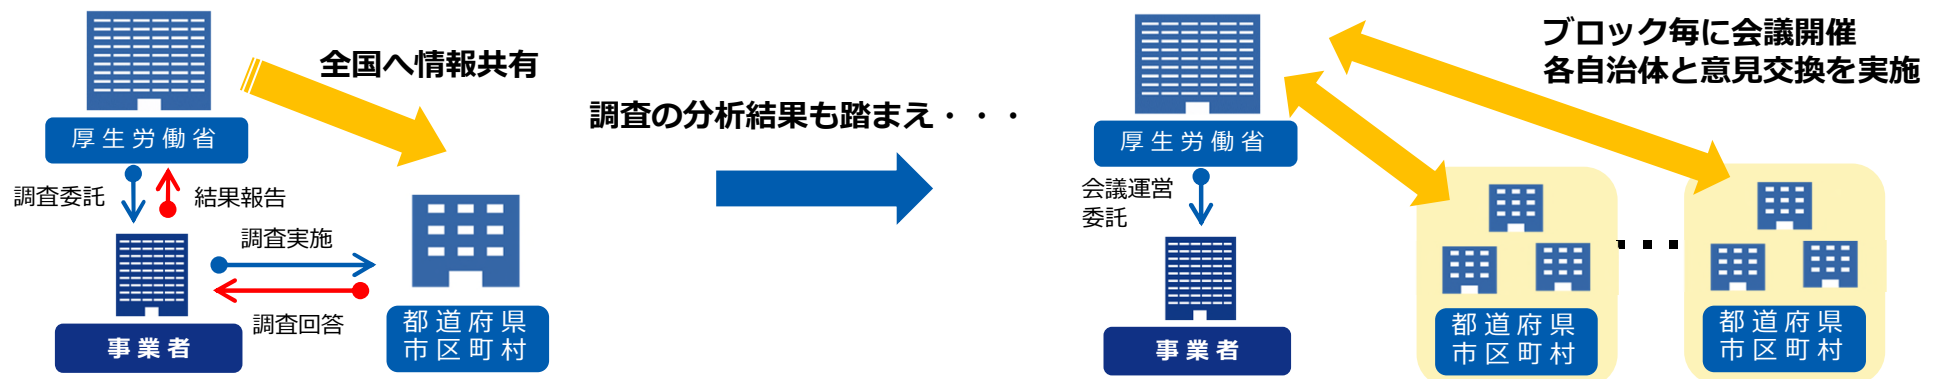 全国へ情報共有
厚生労働省
調査委託
結果報告
調査実施
調査回答
事業者
都道府県
市区町村
調査の分析結果も踏まえ・・・
ブロック毎に会議開催
各自治体と意見交換を実施
厚生労働省
会議運営
委託
事業者
都道府県
市区町村
都道府県
市区町村